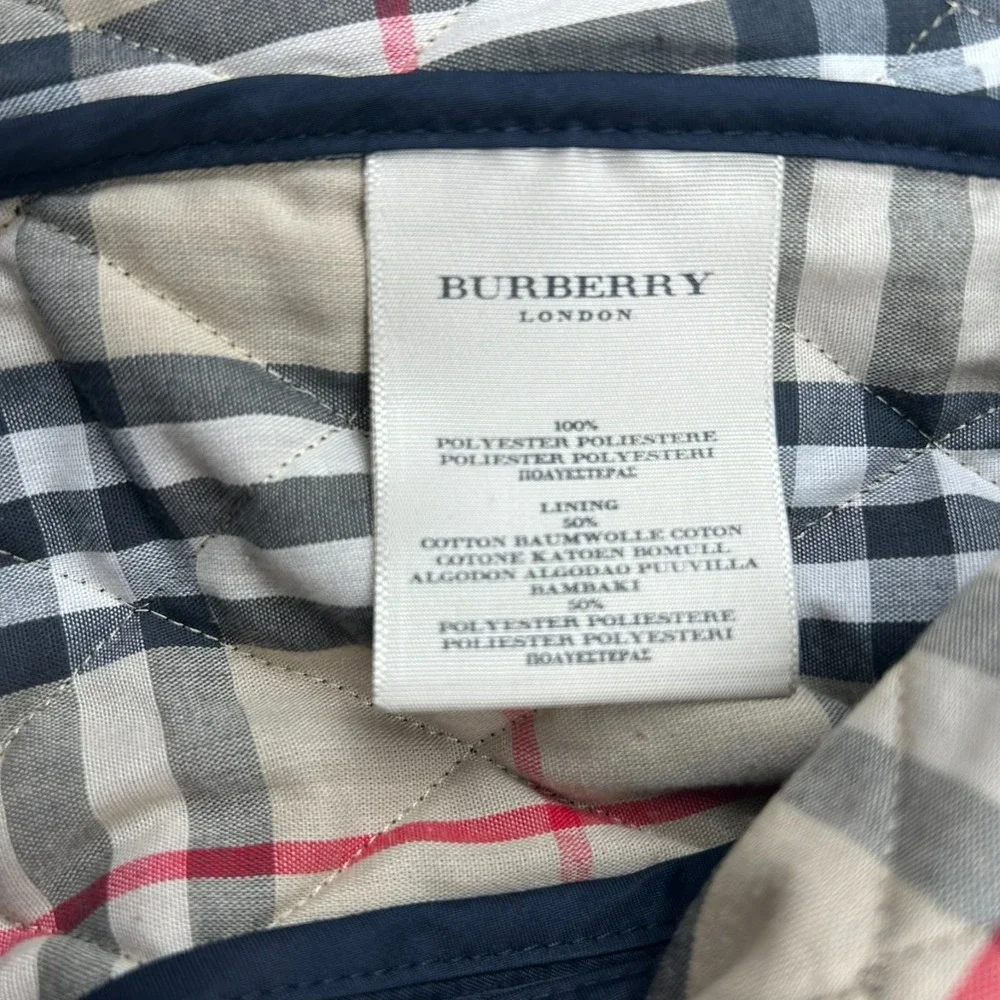 BURBERRY
LONDON
100%
POLYESTER POLIESTERE
POLIESTER POLYESTERI
ΠΟΛΥΕΣΤΕΡΑΣ
LINING
50%
COTTON BAUMWOLLE COTON
COTONE KATOEN BOMULL
ALGODON ALGODAO PUUVILLA
BAMBAKI
50%
POLYESTER POLIESTERE
POLIESTER POLYESTERI
ΠΟΛΥΕΣΤΕΡΑΣ